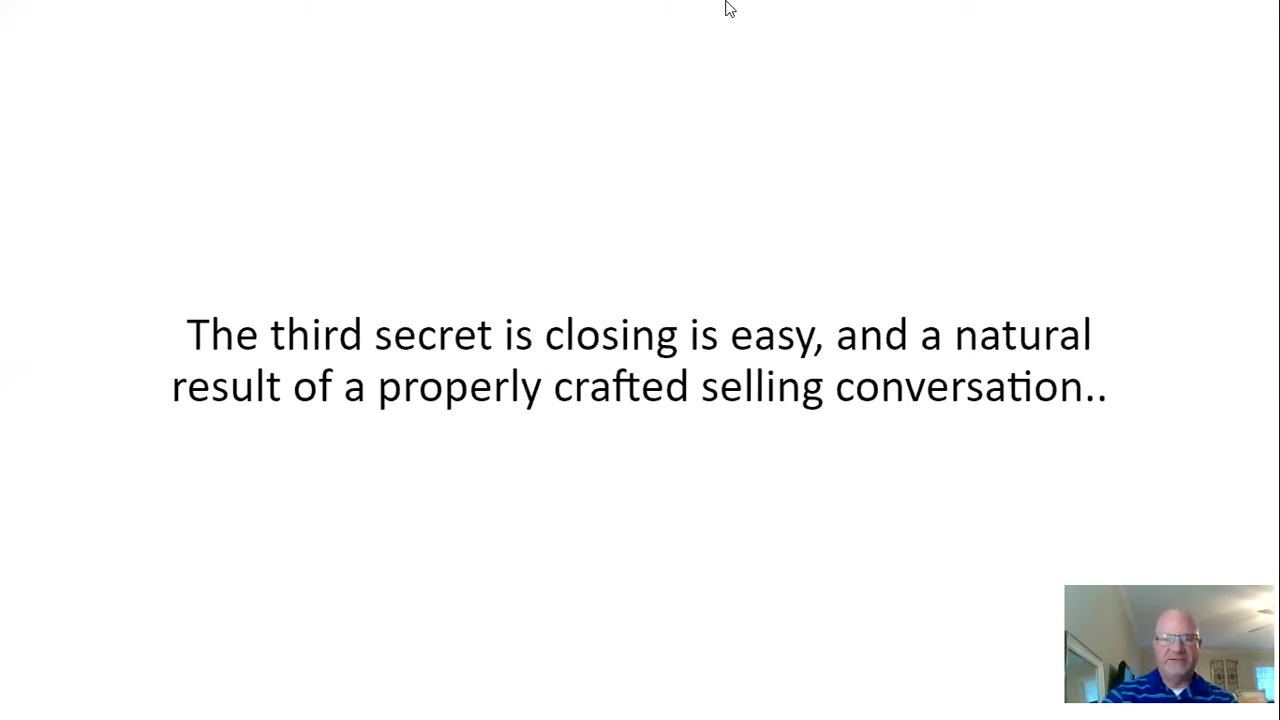 The third secret is closing is easy, and a natural
result of a properly crafted selling conversation..